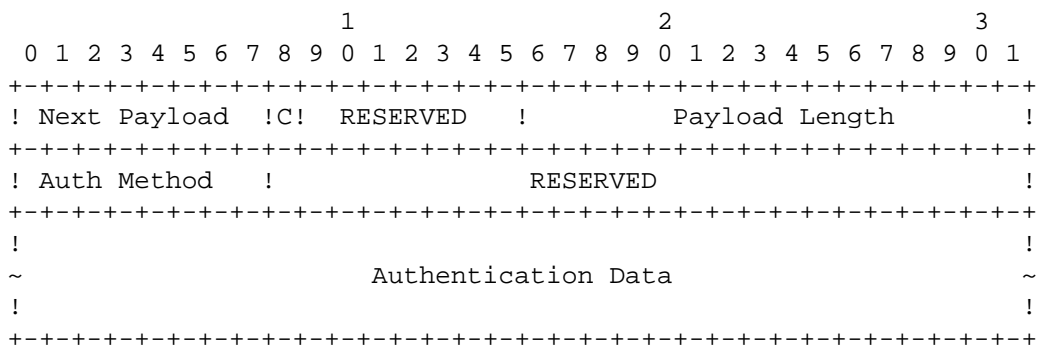 1                   2                   3
 0 1 2 3 4 5 6 7 8 9 0 1 2 3 4 5 6 7 8 9 0 1 2 3 4 5 6 7 8 9 0 1
+-+-+-+-+-+-+-+-+-+-+-+-+-+-+-+-+-+-+-+-+-+-+-+-+-+-+-+-+-+-+-+-+
! Next Payload  !C!  RESERVED   !         Payload Length        !
+-+-+-+-+-+-+-+-+-+-+-+-+-+-+-+-+-+-+-+-+-+-+-+-+-+-+-+-+-+-+-+-+
! Auth Method   !                RESERVED                       !
+-+-+-+-+-+-+-+-+-+-+-+-+-+-+-+-+-+-+-+-+-+-+-+-+-+-+-+-+-+-+-+-+
!                                                               !
~                      Authentication Data                      ~
!                                                               !
+-+-+-+-+-+-+-+-+-+-+-+-+-+-+-+-+-+-+-+-+-+-+-+-+-+-+-+-+-+-+-+-+